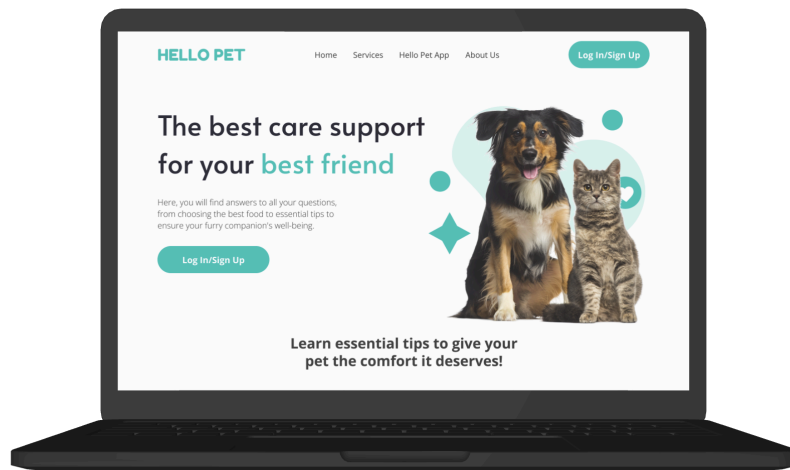 HELLO PET
Home Services Hello Pet App About Us
Log In/Sign Up
The best care support
for your best friend
Here, you will find answers to all your questions,
from choosing the best food to essential tips to
ensure your furry companion's well-being.
Log In/Sign Up
Learn essential tips to give your
pet the comfort it deserves!